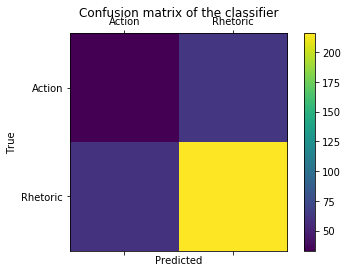 Confusion matrix of the classifier
Action Rhetoric
Action
Rhetoric
True
Predicted
200
175
150
125
100
75
50